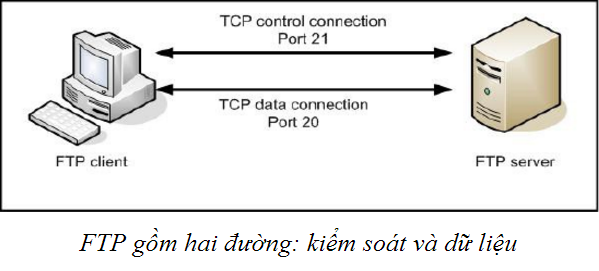 TCP control connection
Port 21
TCP data connection
Port 20
FTP client
FTP server
FTP gồm hai đường: kiểm soát và dữ liệu